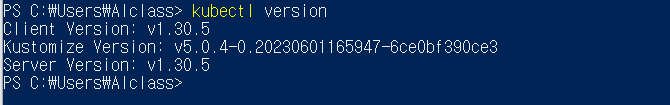 PS C:₩Users₩AIclass> kubectl version
Client Version: v1.30.5
Kustomize Version: v5.0.4-0.20230601165947-6ce0bf390ce3
Server Version: v1.30.5
PS C:₩Users₩AIclass>